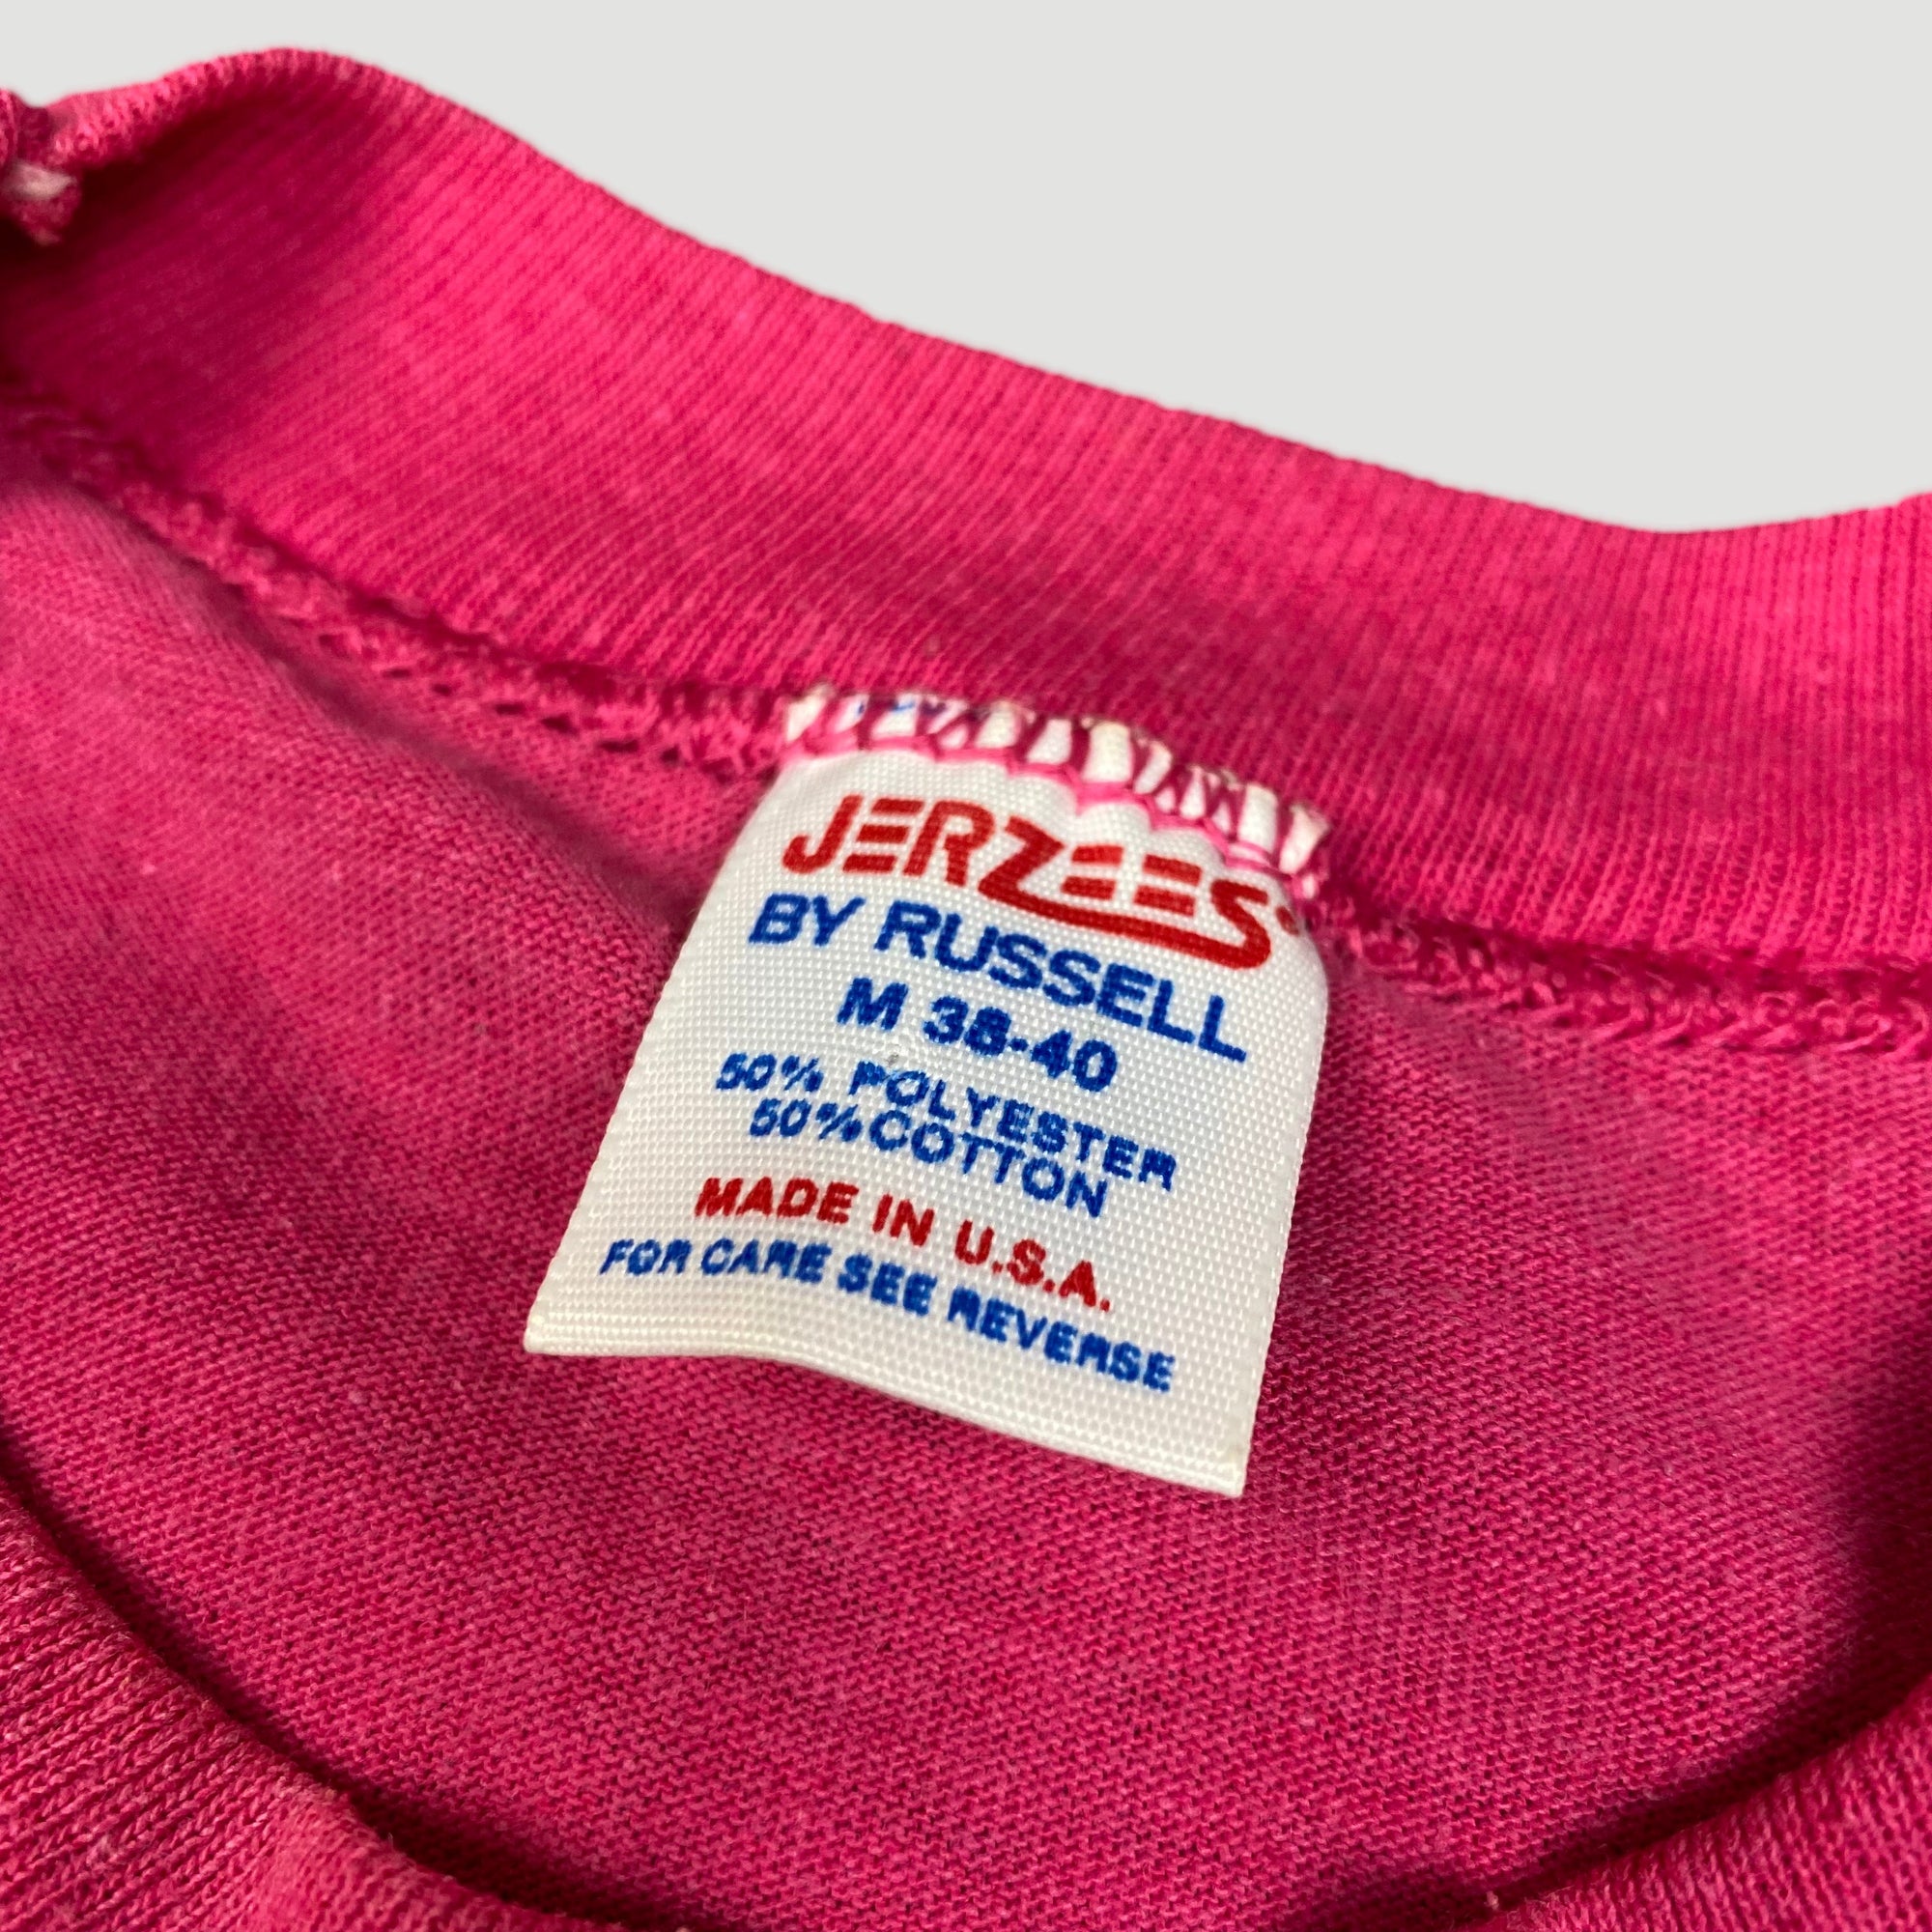 JERZEES
BY RUSSELL
M 38-40
50% POLYESTER
50% COTTON
MADE IN U.S.A.
FOR CARE SEE REVERSE